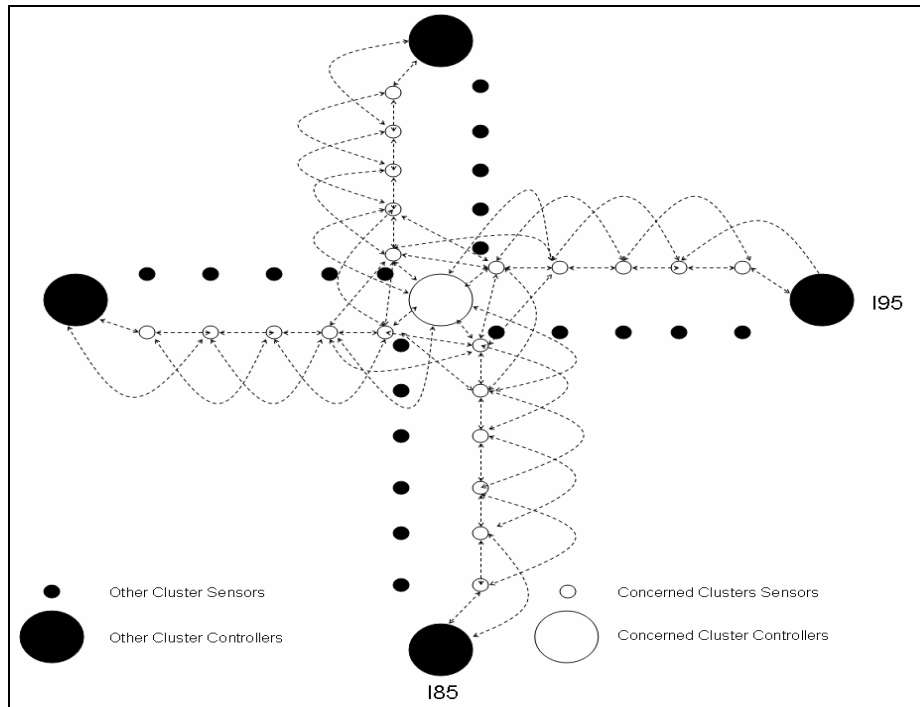 I95
Other Cluster Sensors
Concerned Clusters Sensors
Other Cluster Controllers
Concerned Cluster Controllers
I85